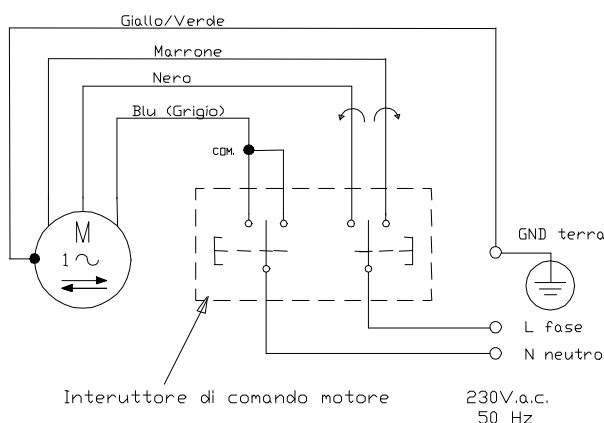 Giallo/Verde
Marrone
Nero
Blu (Grigio)
COM.
M
1
GND terra
L fase
N neutro
Interuttore di comando motore
230V.a.c.
50 Hz